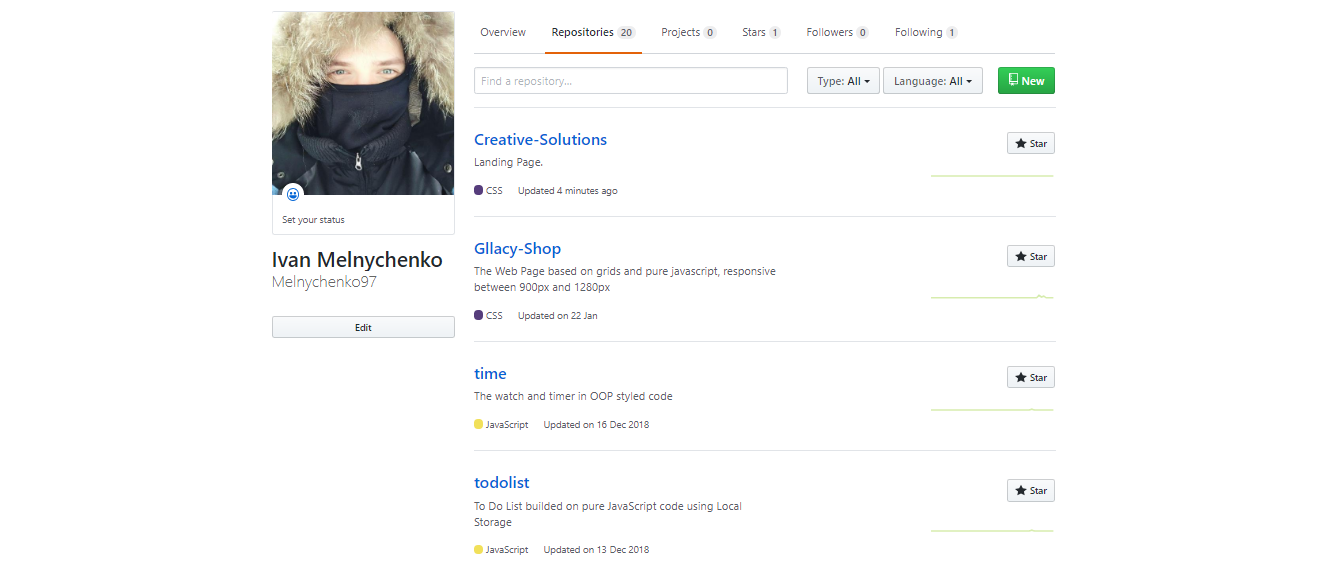 Overview Repositories 20 Projects 0 Stars 1 Followers 0 Following 1
Find a repository...
Type: All
Language: All
New
Set your status
Ivan Melnychenko
Melnychenko97
Edit
Creative-Solutions
Star
Landing Page.
CSS Updated 4 minutes ago
Gllacy-Shop
Star
The Web Page based on grids and pure javascript, responsive
between 900px and 1280px
CSS Updated on 22 Jan
time
Star
The watch and timer in OOP styled code
JavaScript Updated on 16 Dec 2018
todolist
Star
To Do List builded on pure JavaScript code using Local
Storage
JavaScript Updated on 13 Dec 2018